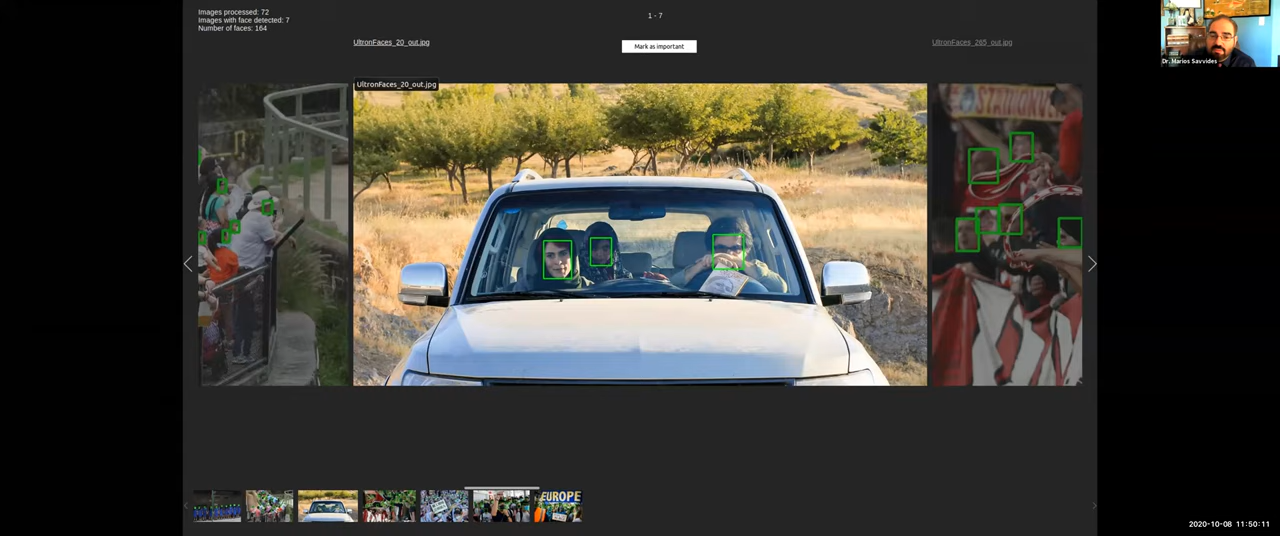 Images processed: 72
Images with face detected: 7
Number of faces: 164
1 - 7
UltronFaces_20_out.jpg
Mark as important
UltronFaces_265_out.jpg
UltronFaces_20_out.jpg
Dr. Marios Savvides
EUROPE
2020-10-08 11:50:11